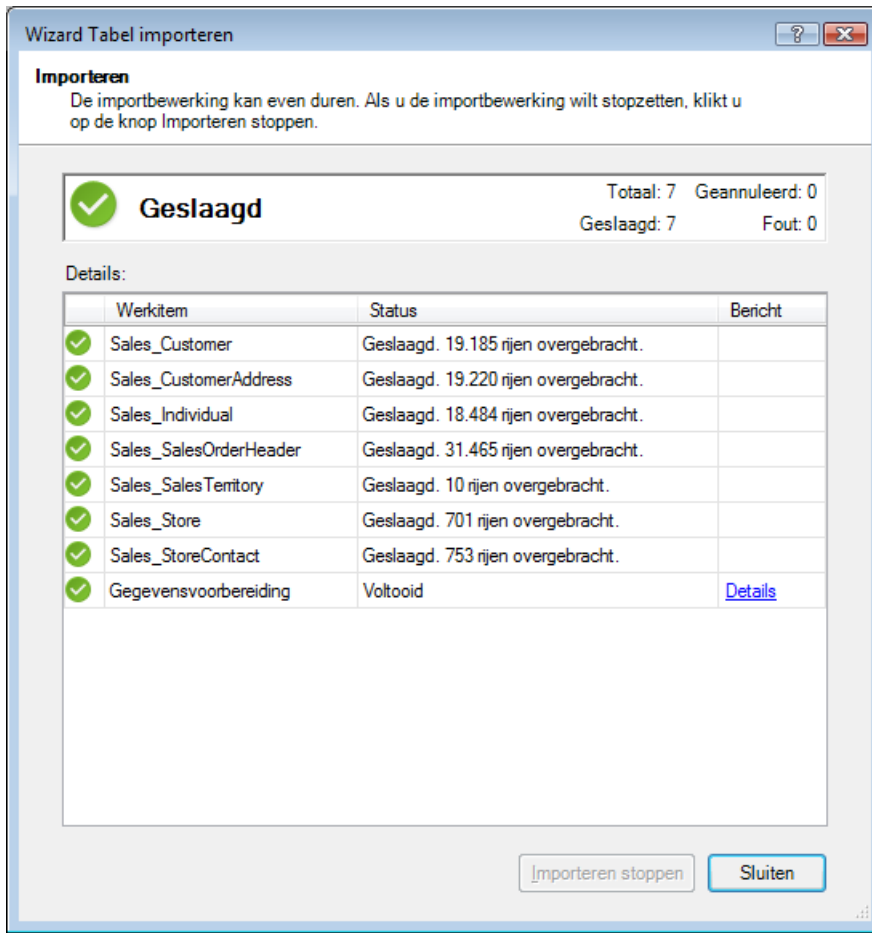 Wizard Tabel importeren
Importeren
De importbewerking kan even duren. Als u de importbewerking wilt stopzetten, klikt u
op de knop Importeren stoppen.
Geslaagd
Totaal: 7 Geannuleerd: 0
Geslaagd: 7 Fout: 0
Details:
Werkitem Status Bericht
Sales_Customer Geslaagd. 19.185 rijen overgebracht.
Sales_CustomerAddress Geslaagd. 19.220 rijen overgebracht.
Sales_Individual Geslaagd. 18.484 rijen overgebracht.
Sales_SalesOrderHeader Geslaagd. 31.465 rijen overgebracht.
Sales_SalesTerritory Geslaagd. 10 rijen overgebracht.
Sales_Store Geslaagd. 701 rijen overgebracht.
Sales_StoreContact Geslaagd. 753 rijen overgebracht.
Gegevensvoorbereiding Voltooid Details
Importeren stoppen Sluiten